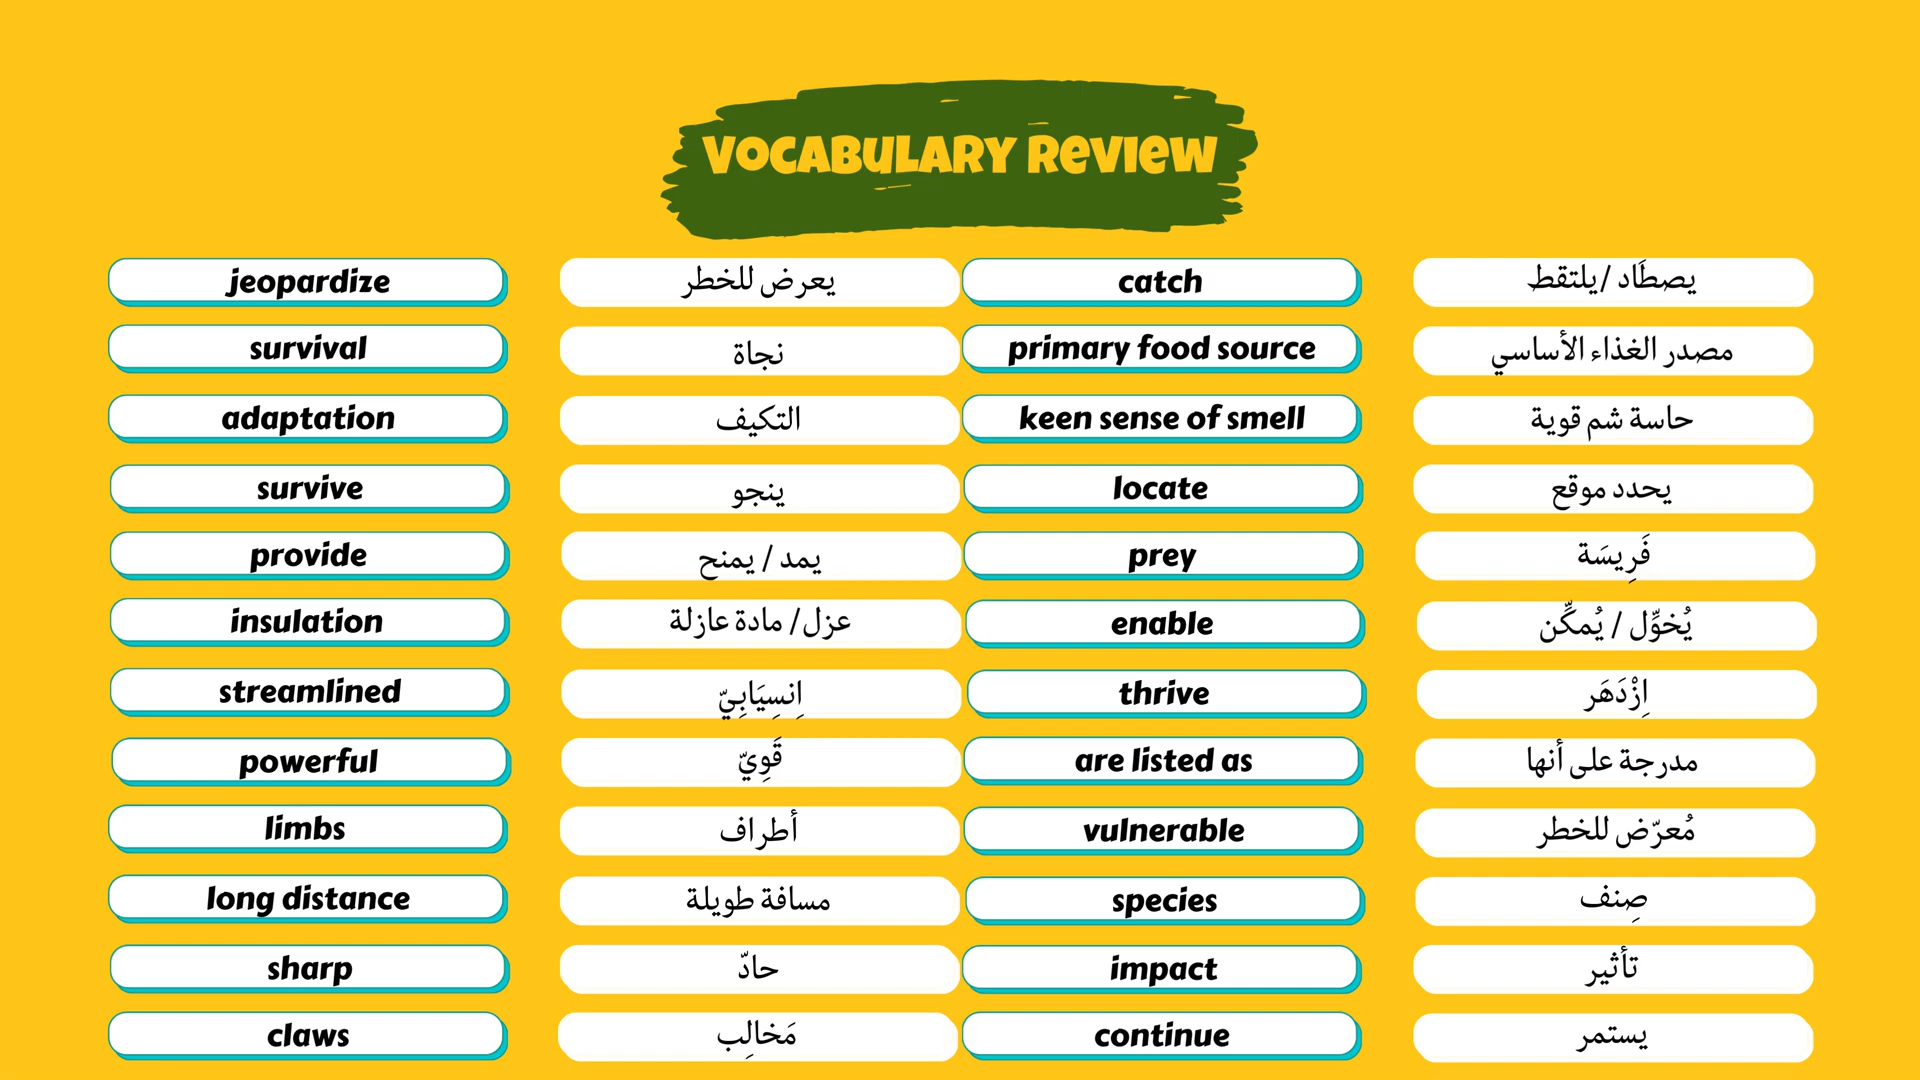 VOCABULARY REVIEW
jeopardize
يعرض للخطر
catch
يصطَاد /يلتقط
survival
نجاة
primary food source
مصدر الغذاء الأساسي
adaptation
التكيف
keen sense of smell
حاسة شم قوية
survive
ينجو
locate
يحدد موقع
provide
يمد / يمنح
prey
فَرِيسَة
insulation
عزل/ مادة عازلة
enable
يُخوِّل / يُمكِّن
streamlined
اِنسِيَابِيّ
thrive
اِزْدَهَر
powerful
قَوِيّ
are listed as
مدرجة على أنها
limbs
أطراف
vulnerable
مُعرّض للخطر
long distance
مسافة طويلة
species
صِنف
sharp
حادّ
impact
تأثير
claws
مَخالِب
continue
يستمر